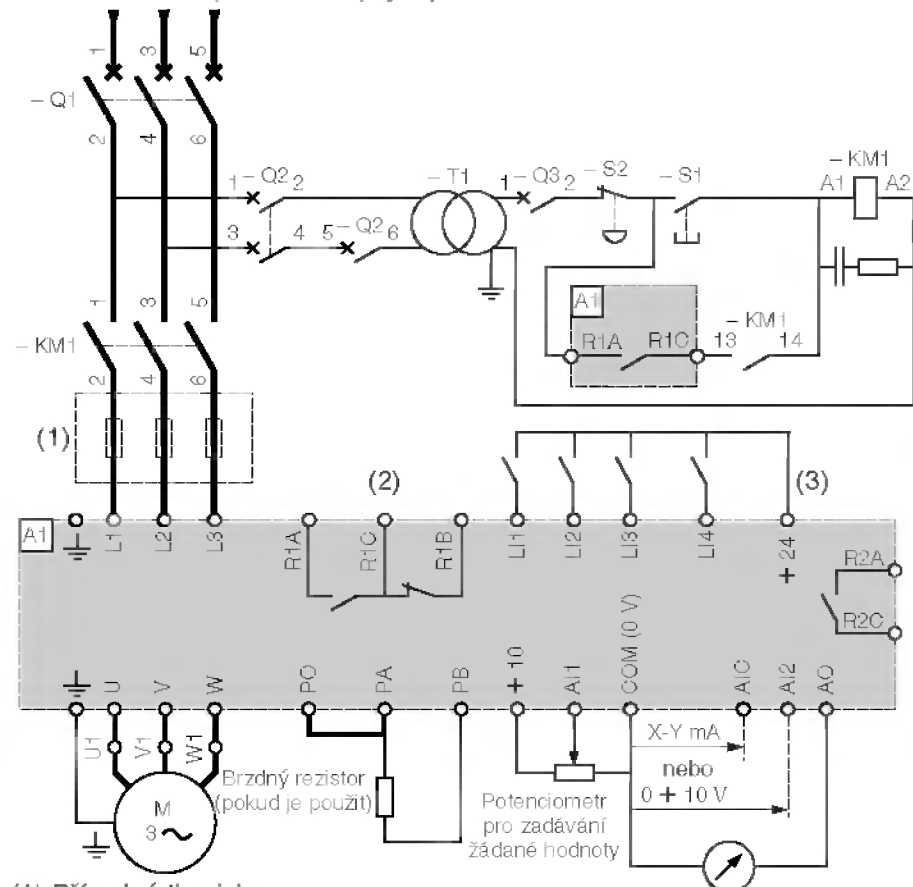 1 3 5
– Q1
2 4 6
1 – Q2 2
– T1
1 – Q3 2
– S2
– S1
– KM1
A1 A2
3 4 5 – Q2 6
A1
R1A R1C
– KM1
13 14
1 3 5
– KM1
2 4 6
(1)
(2)
(3)
A1
L1 L2 L3
R1A R1C R1B
LI1 LI2 LI3 LI4 + 24
R2A
R2C
U V W
PO PA PB
+ 10 AI1 COM (0 V) AIC AI2 AO
U1 V1 W1
M
3
Brzdný rezistor
(pokud je použit)
Potenciometr
pro zadávání
žádané hodnoty
X-Y mA
nebo
0 + 10 V
(1)